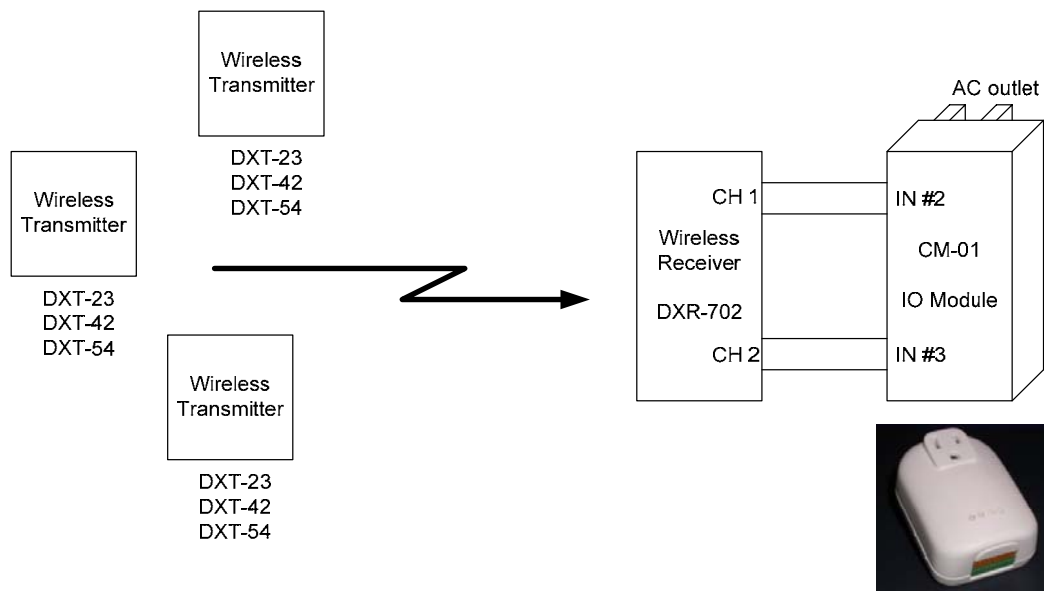 Wireless
Transmitter
DXT-23
DXT-42
DXT-54
Wireless
Transmitter
DXT-23
DXT-42
DXT-54
Wireless
Transmitter
DXT-23
DXT-42
DXT-54
CH 1
Wireless
Receiver
DXR-702
CH 2
AC outlet
IN #2
CM-01
IO Module
IN #3